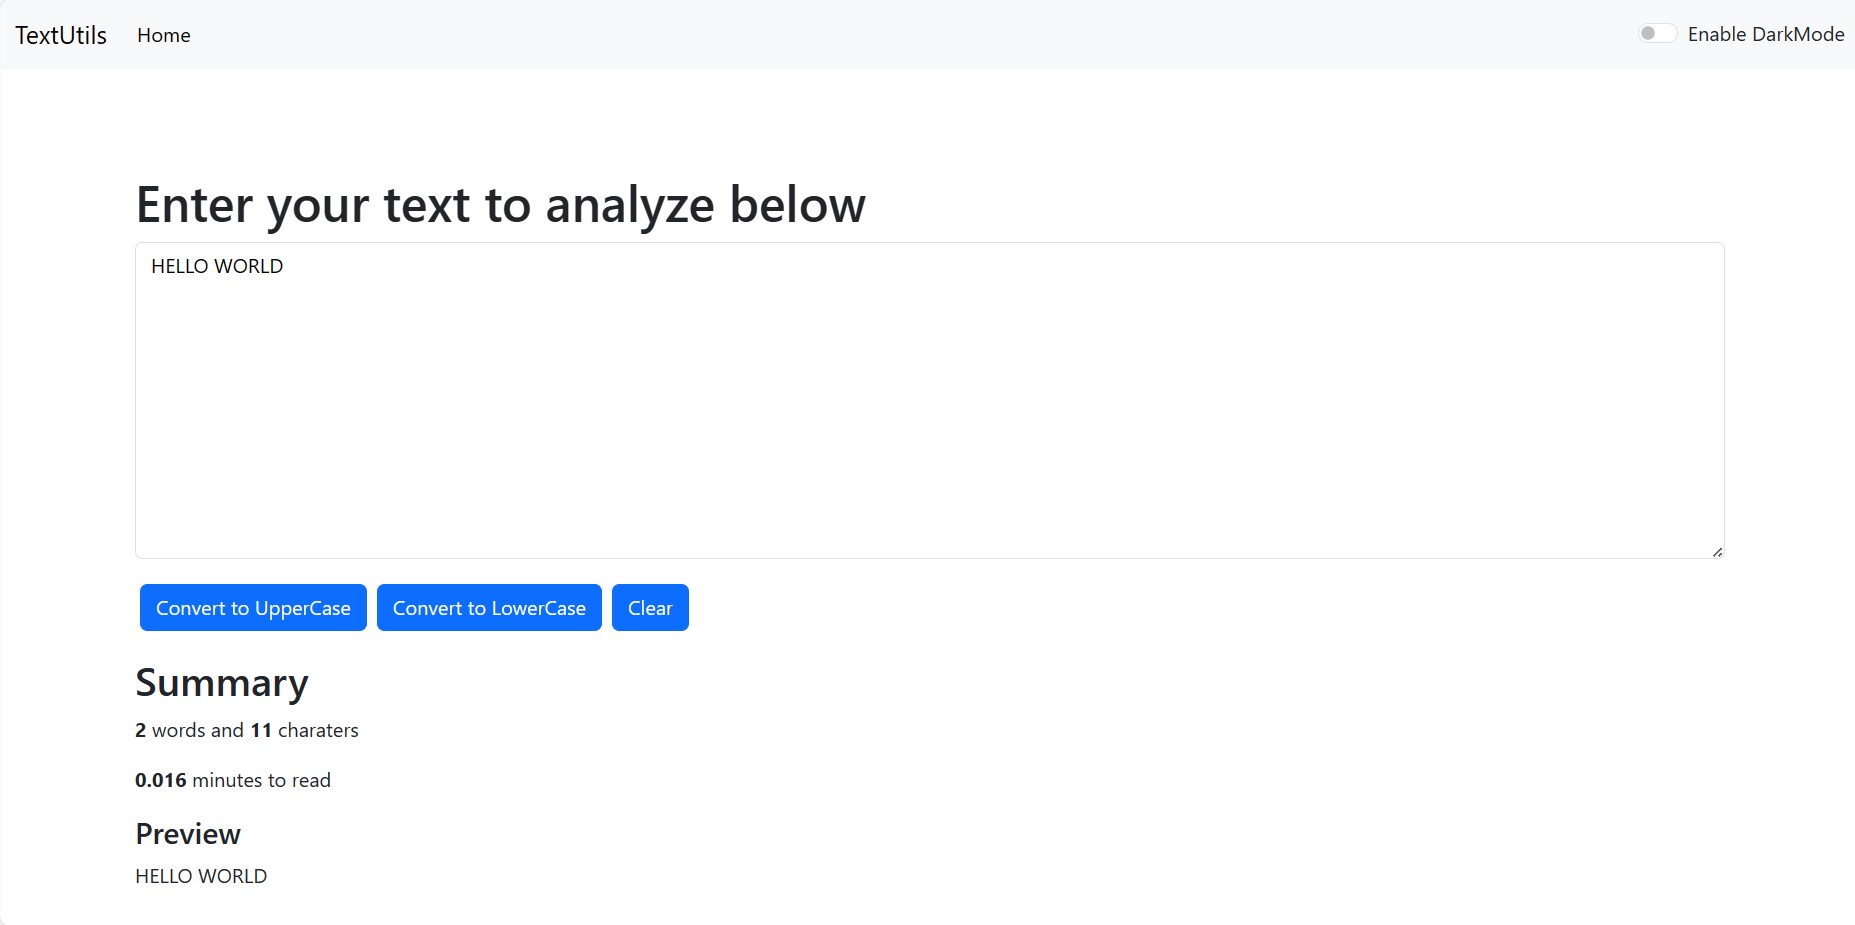 TextUtils Home Enable DarkMode
Enter your text to analyze below
HELLO WORLD
Convert to UpperCase Convert to LowerCase Clear
Summary
2 words and 11 charaters
0.016 minutes to read
Preview
HELLO WORLD